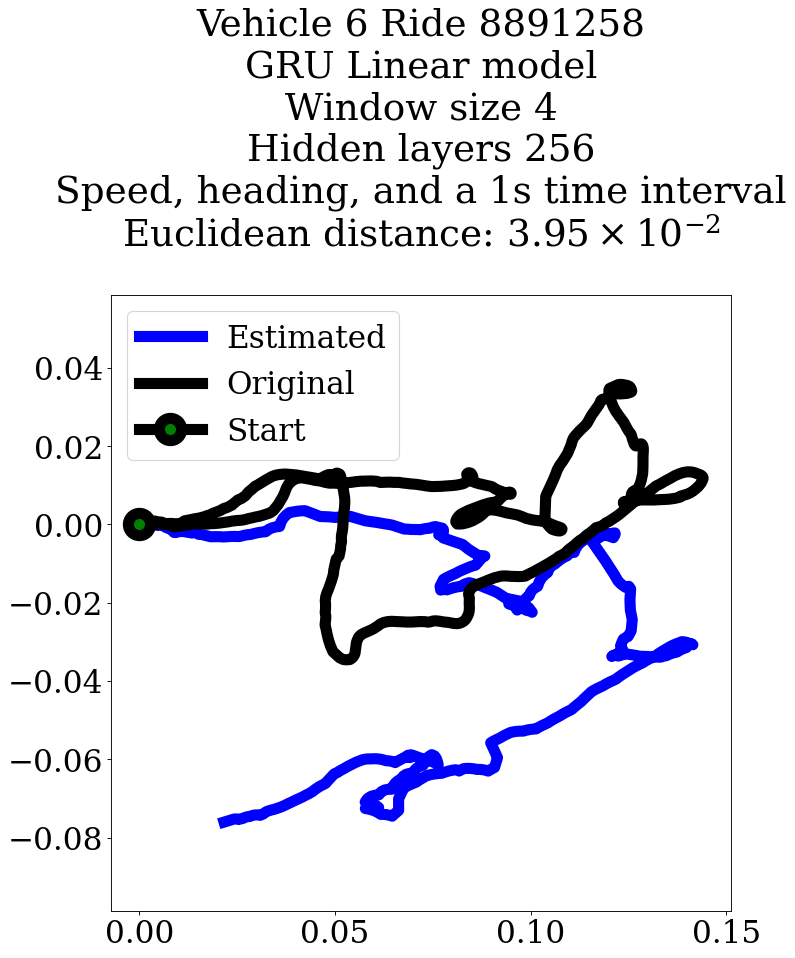 Vehicle 6 Ride 8891258
GRU Linear model
Window size 4
Hidden layers 256
Speed, heading, and a 1s time interval
Euclidean distance: 3.95 × 10⁻²
Estimated
Original
Start
0.04
0.02
0.00
−0.02
−0.04
−0.06
−0.08
0.00 0.05 0.10 0.15